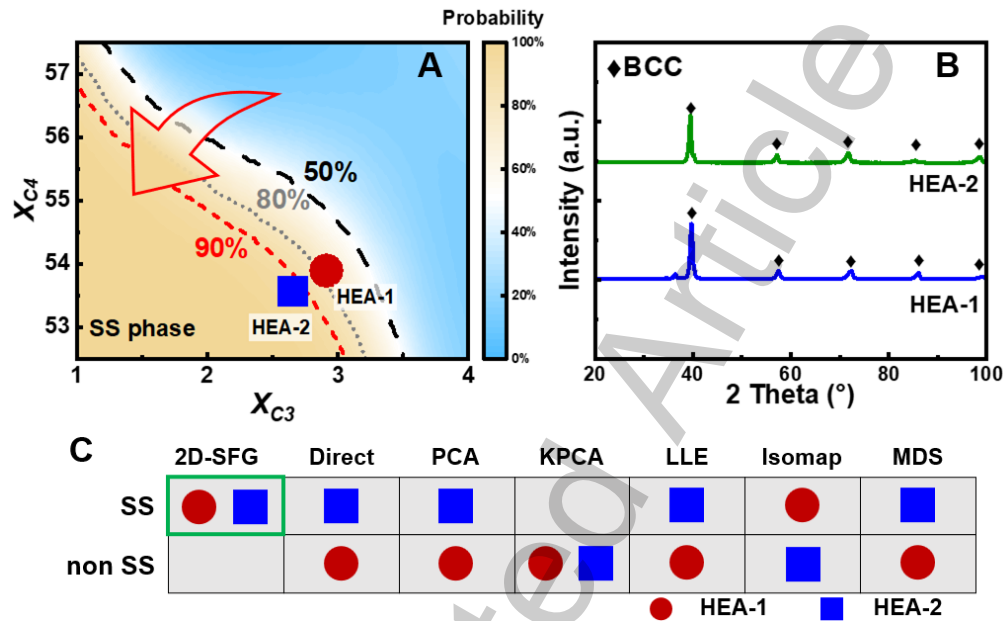 Probability
A
57
56
55
54
53
X_C4
50%
80%
90%
HEA-1
HEA-2
SS phase
1
2
3
4
X_C3
100%
80%
60%
40%
20%
0%
B
♦BCC
HEA-2
HEA-1
Intensity (a.u.)
20
40
60
80
100
2 Theta (°)
C
2D-SFG Direct PCA KPCA LLE Isomap MDS
SS
non SS
HEA-1 HEA-2
ted Article